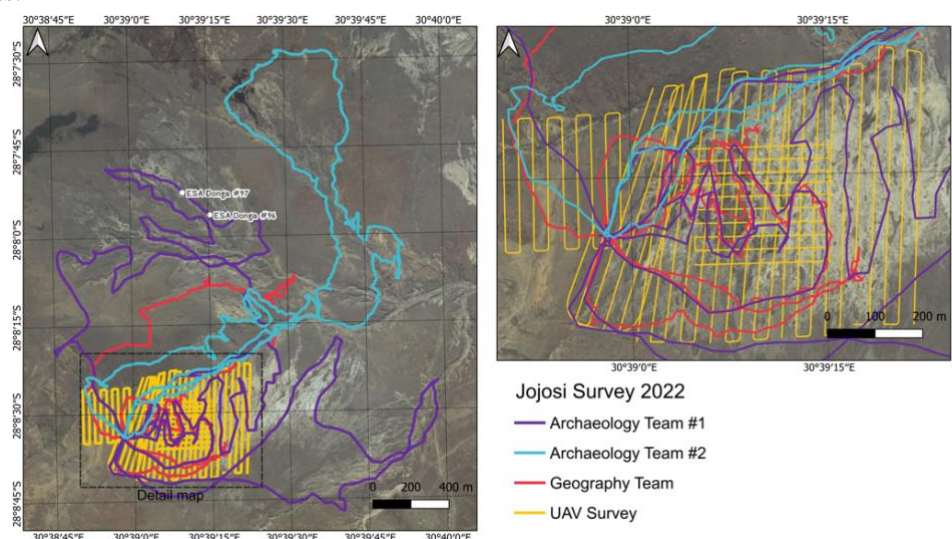 30°38'45"E 30°39'0"E 30°39'15"E 30°39'30"E 30°39'45"E 30°40'0"E
28°7'30"S
28°7'45"S
28°8'0"S
28°8'15"S
28°8'30"S
28°8'45"S
ESA Donga #97
ESA Donga #96
Detail map
0 200 400 m
30°38'45"E 30°39'0"E 30°39'15"E 30°39'30"E 30°39'45"E 30°40'0"E
30°39'0"E 30°39'15"E
0 100 200 m
30°39'0"E 30°39'15"E
Jojosi Survey 2022
Archaeology Team #1
Archaeology Team #2
Geography Team
UAV Survey